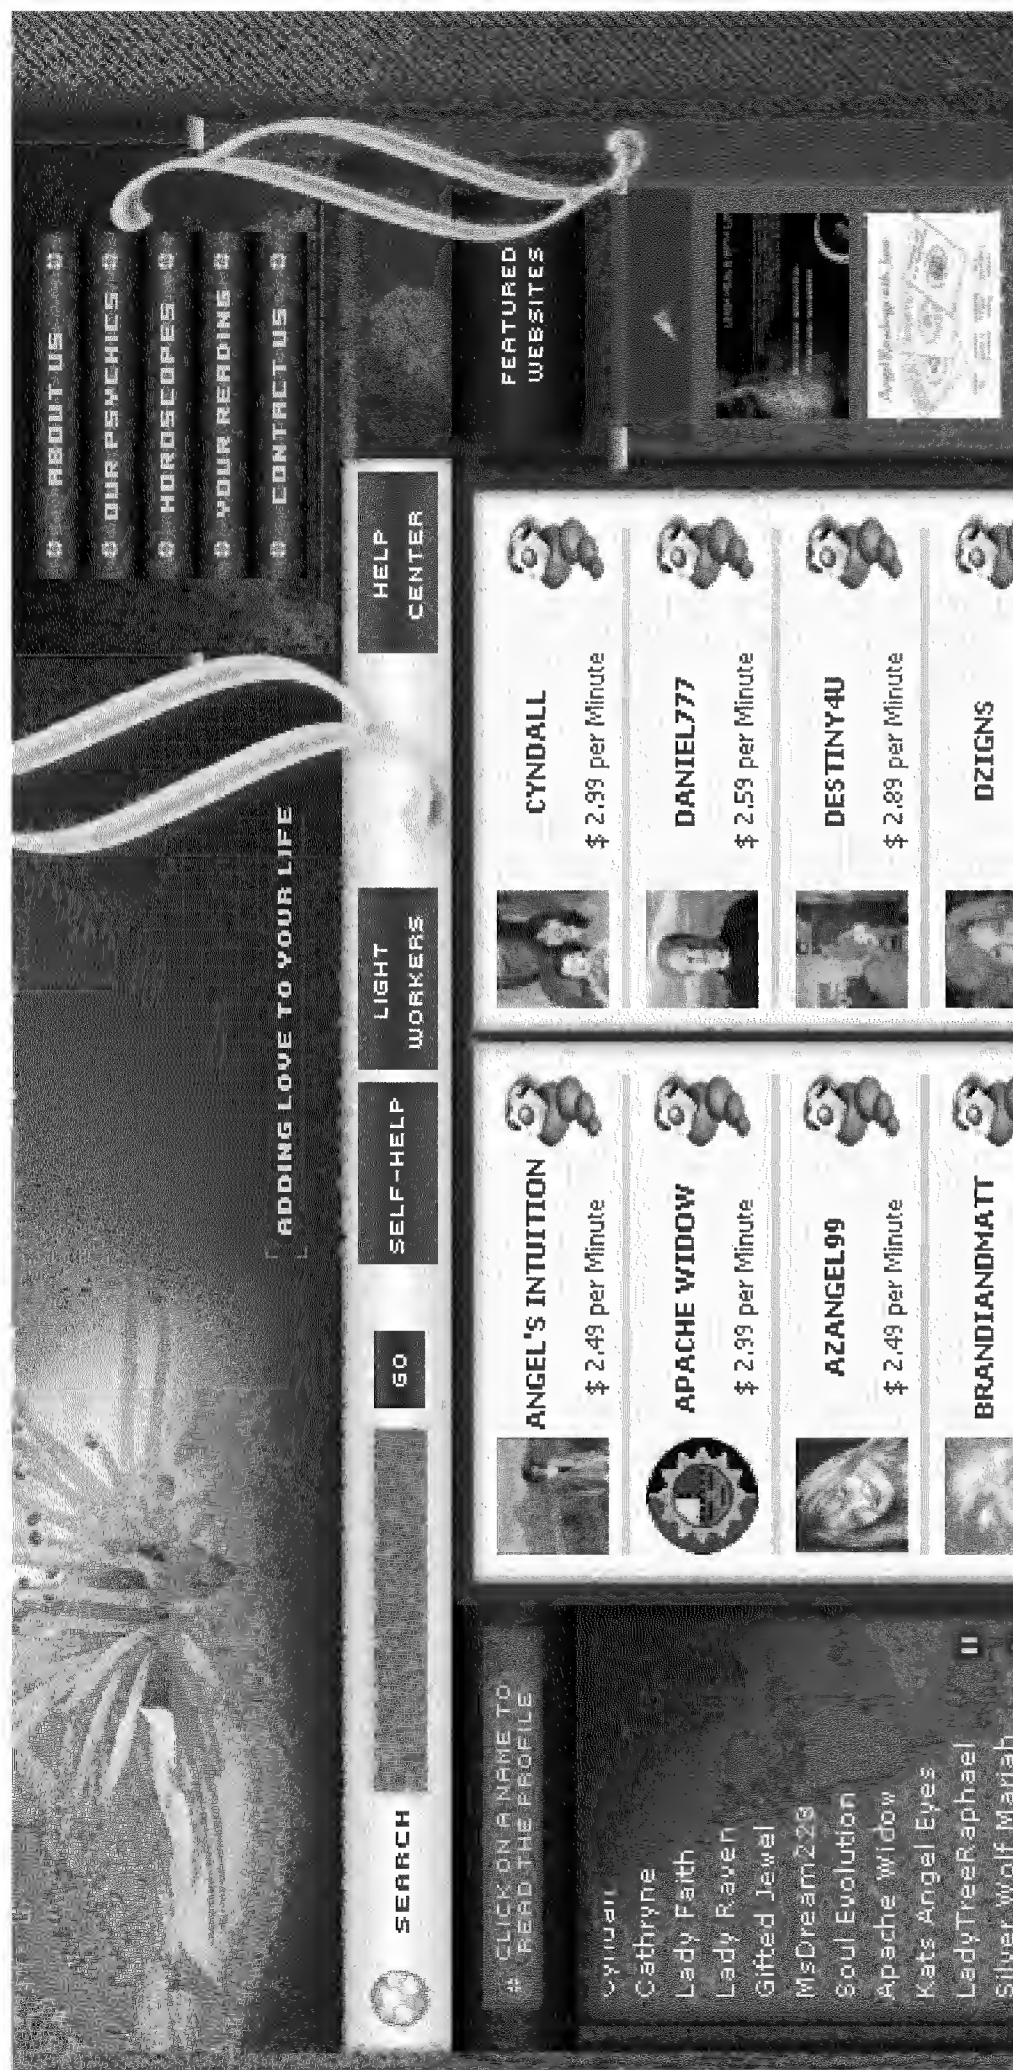 ABOUT US
OUR PSYCHICS
HOROSCOPES
YOUR READING
CONTACT US
ADDING LOVE TO YOUR LIFE
SEARCH
GO
SELF-HELP
LIGHT
WORKERS
HELP
CENTER
# CLICK ON A NAME TO
READ THE PROFILE
Cathryne
Lady Faith
Lady Raven
Gifted Jewel
MsDream228
Soul Evolution
Apache Widow
Kats Angel Eyes
LadyTreeRaphael
Silver Wolf Mariah
ANGEL'S INTUITION
$ 2.49 per Minute
APACHE WIDOW
$ 2.99 per Minute
AZANGEL99
$ 2.49 per Minute
BRANDIANDMATT
CYNDALL
$ 2.99 per Minute
DANIEL777
$ 2.59 per Minute
DESTINY4U
$ 2.89 per Minute
DZIGNS
FEATURED
WEBSITES